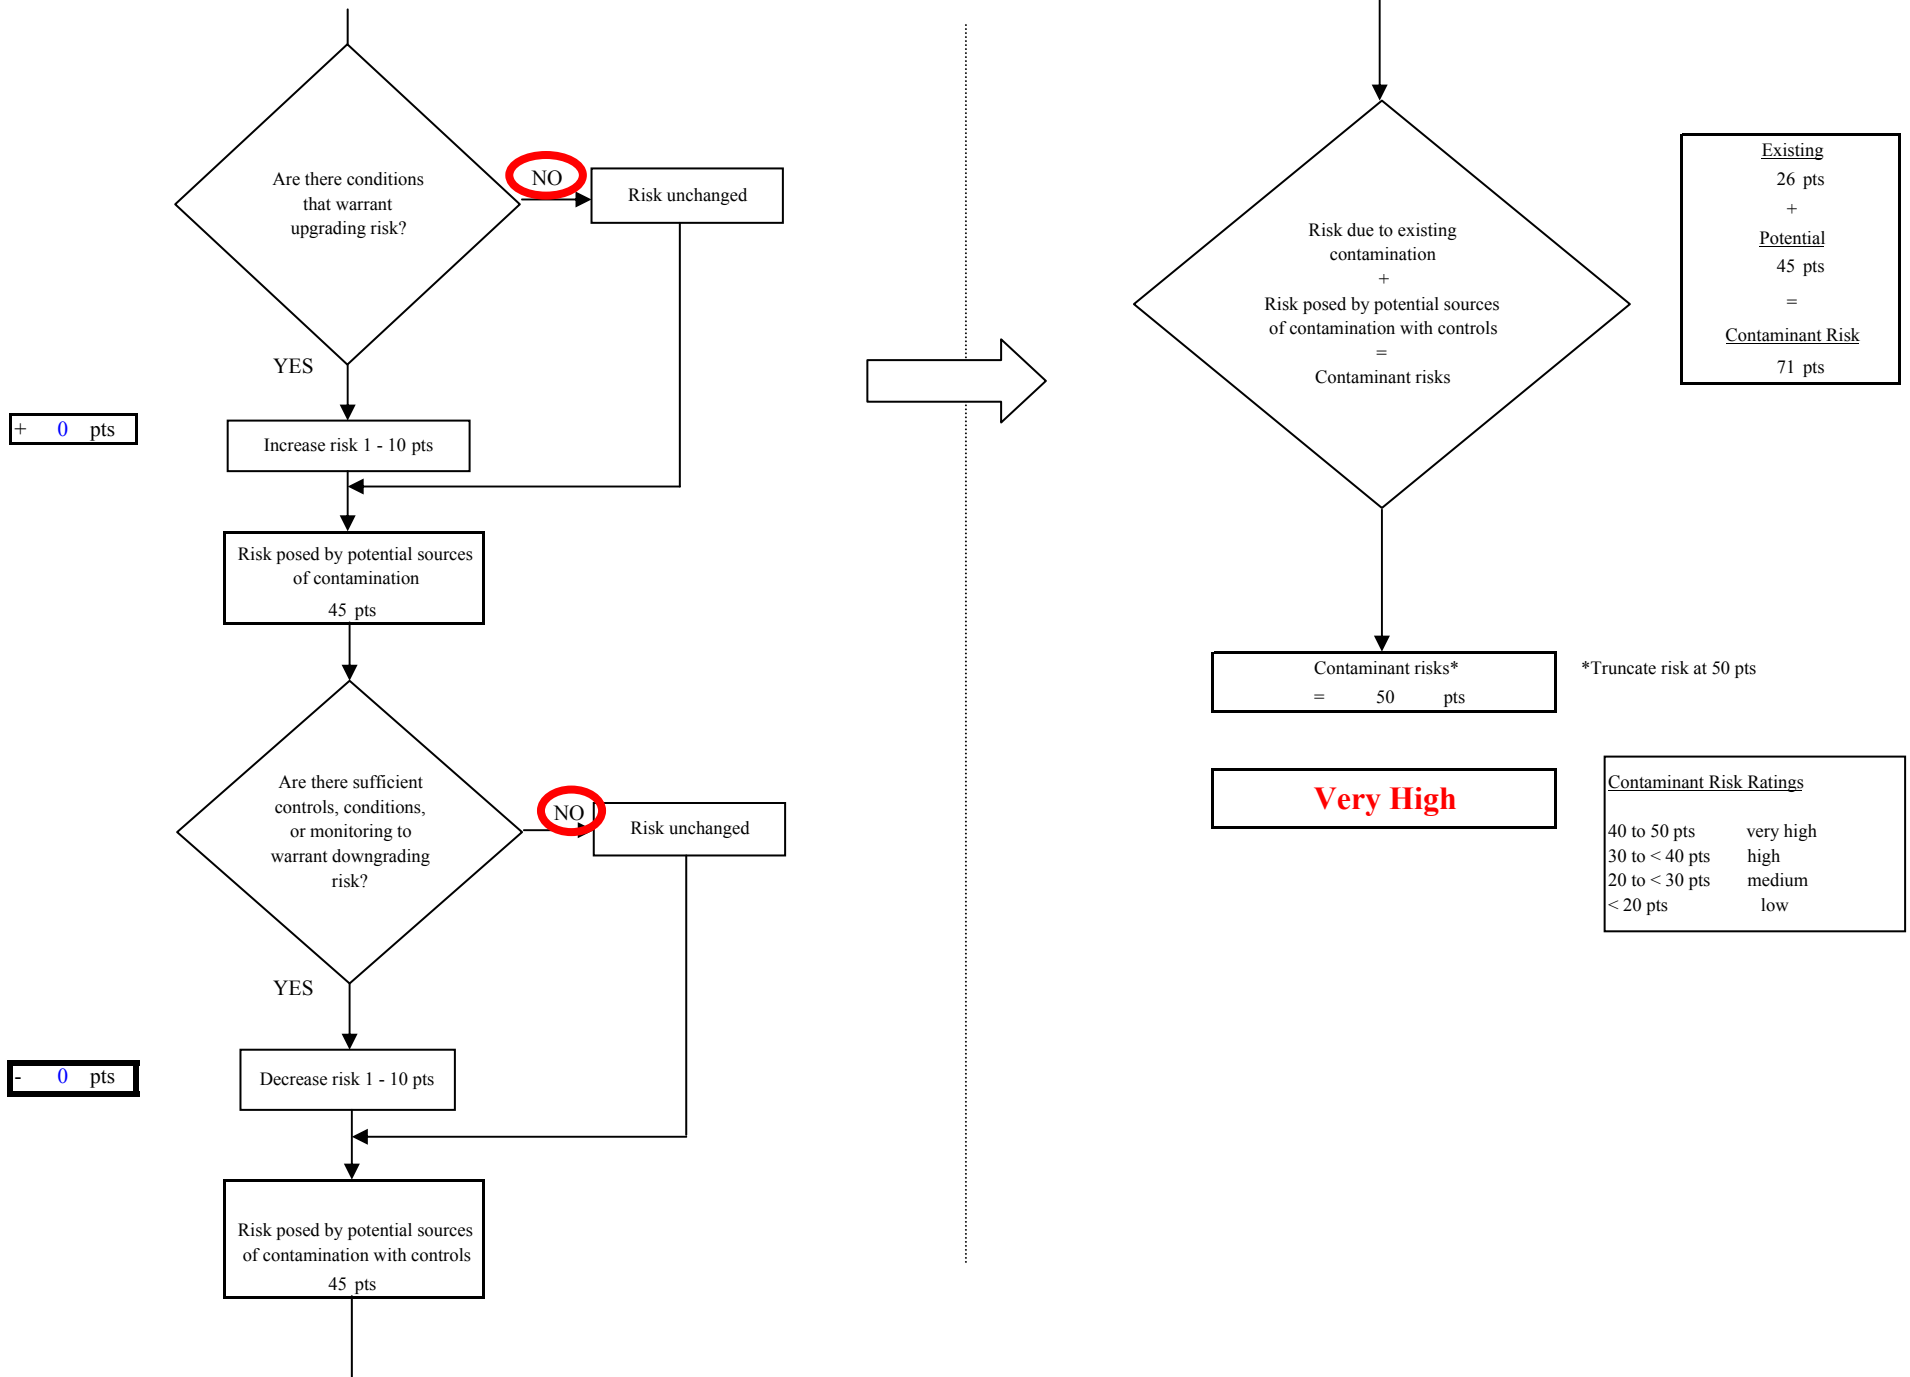 Are there conditions
that warrant
upgrading risk?
NO
Risk unchanged
YES
+ 0 pts
Increase risk 1 - 10 pts
Risk posed by potential sources
of contamination
45 pts
Are there sufficient
controls, conditions,
or monitoring to
warrant downgrading
risk?
NO
Risk unchanged
YES
- 0 pts
Decrease risk 1 - 10 pts
Risk posed by potential sources
of contamination with controls
45 pts
Risk due to existing
contamination
+
Risk posed by potential sources
of contamination with controls
=
Contaminant risks
Existing
26 pts
+
Potential
45 pts
=
Contaminant Risk
71 pts
Contaminant risks*
= 50 pts
*Truncate risk at 50 pts
Very High
Contaminant Risk Ratings
40 to 50 pts very high
30 to < 40 pts high
20 to < 30 pts medium
< 20 pts low